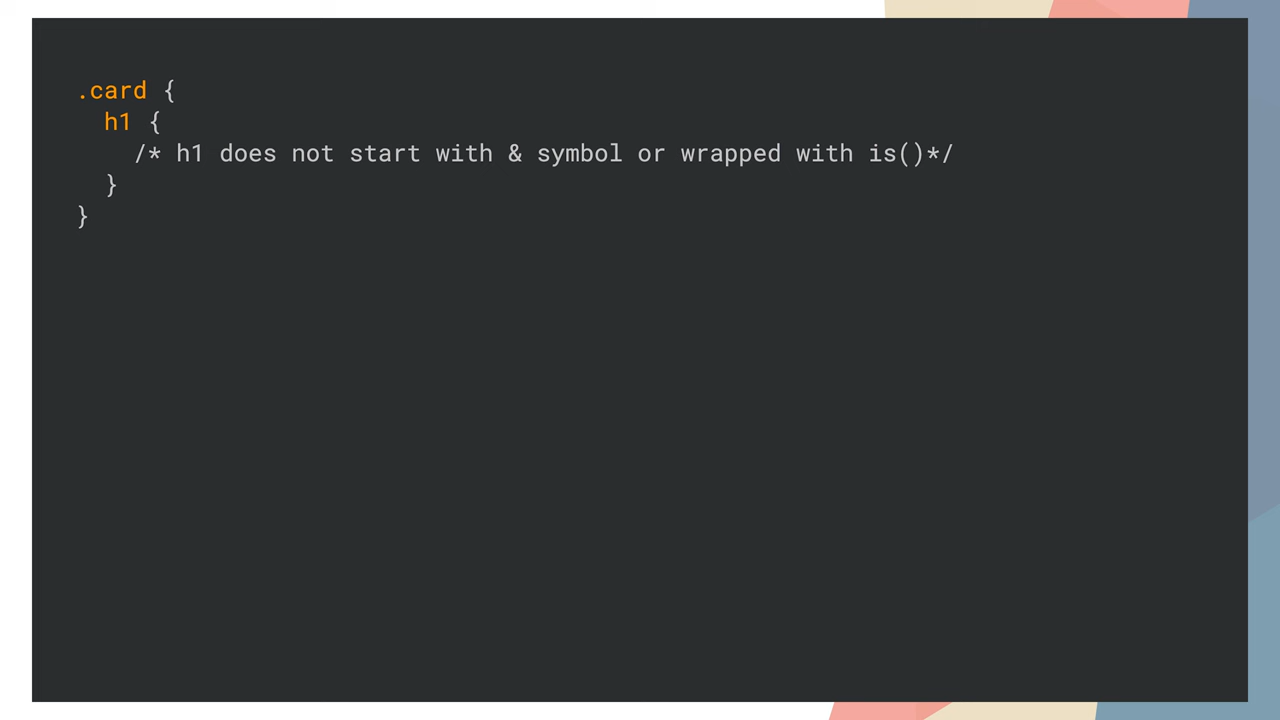 .card {
h1 {
/* h1 does not start with & symbol or wrapped with is()*/
}
}